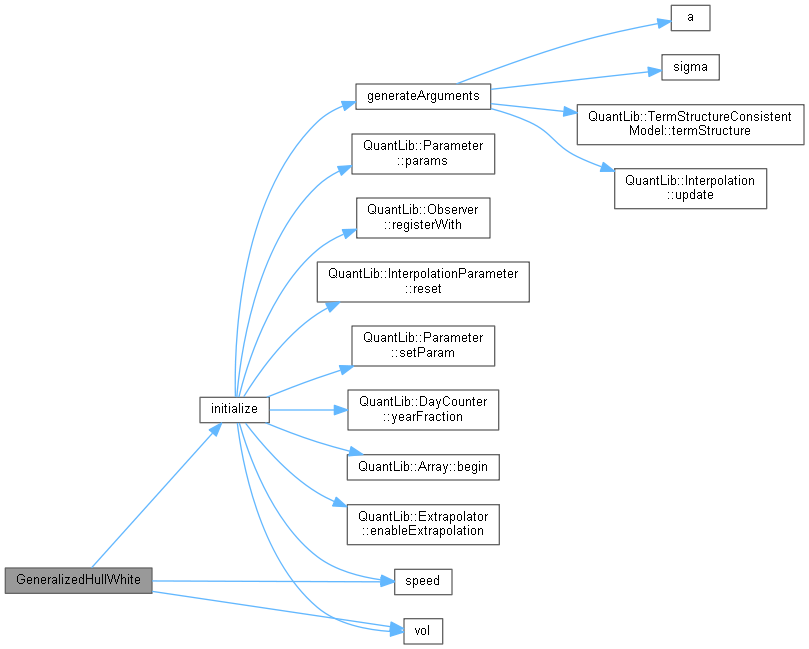 a
sigma
generateArguments
QuantLib::TermStructureConsistent
Model::termStructure
QuantLib::Parameter
::params
QuantLib::Interpolation
::update
QuantLib::Observer
::registerWith
QuantLib::InterpolationParameter
::reset
QuantLib::Parameter
::setParam
initialize
QuantLib::DayCounter
::yearFraction
QuantLib::Array::begin
QuantLib::Extrapolator
::enableExtrapolation
GeneralizedHullWhite
speed
vol